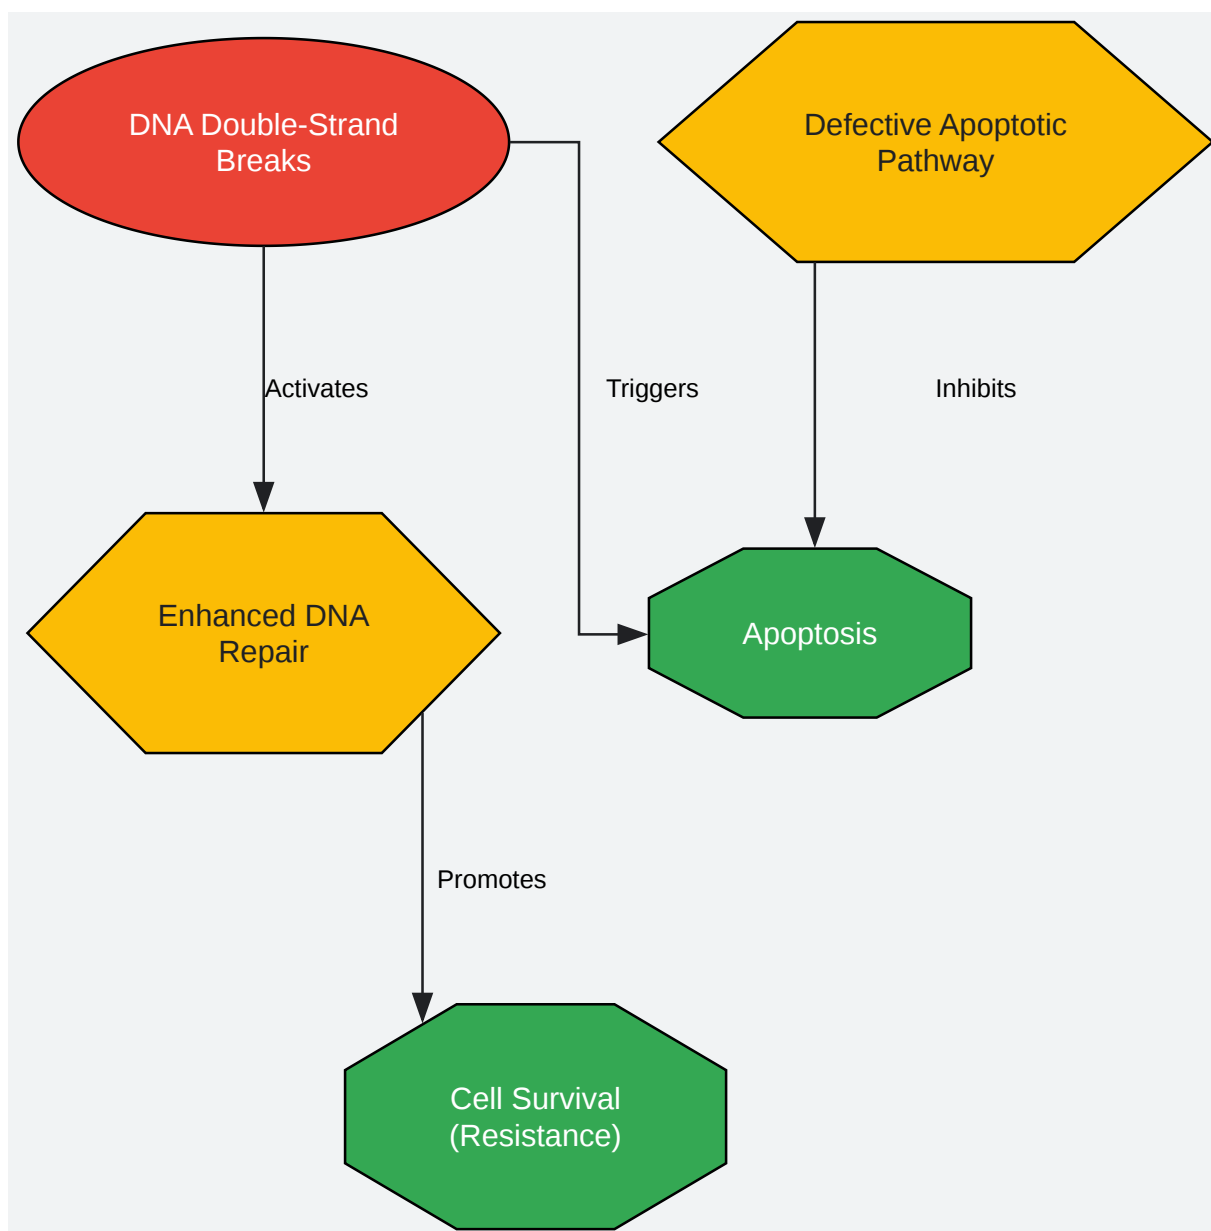 DNA Double-Strand
Breaks
Defective Apoptotic
Pathway
Activates
Triggers
Inhibits
Enhanced DNA
Repair
Apoptosis
Promotes
Cell Survival
(Resistance)